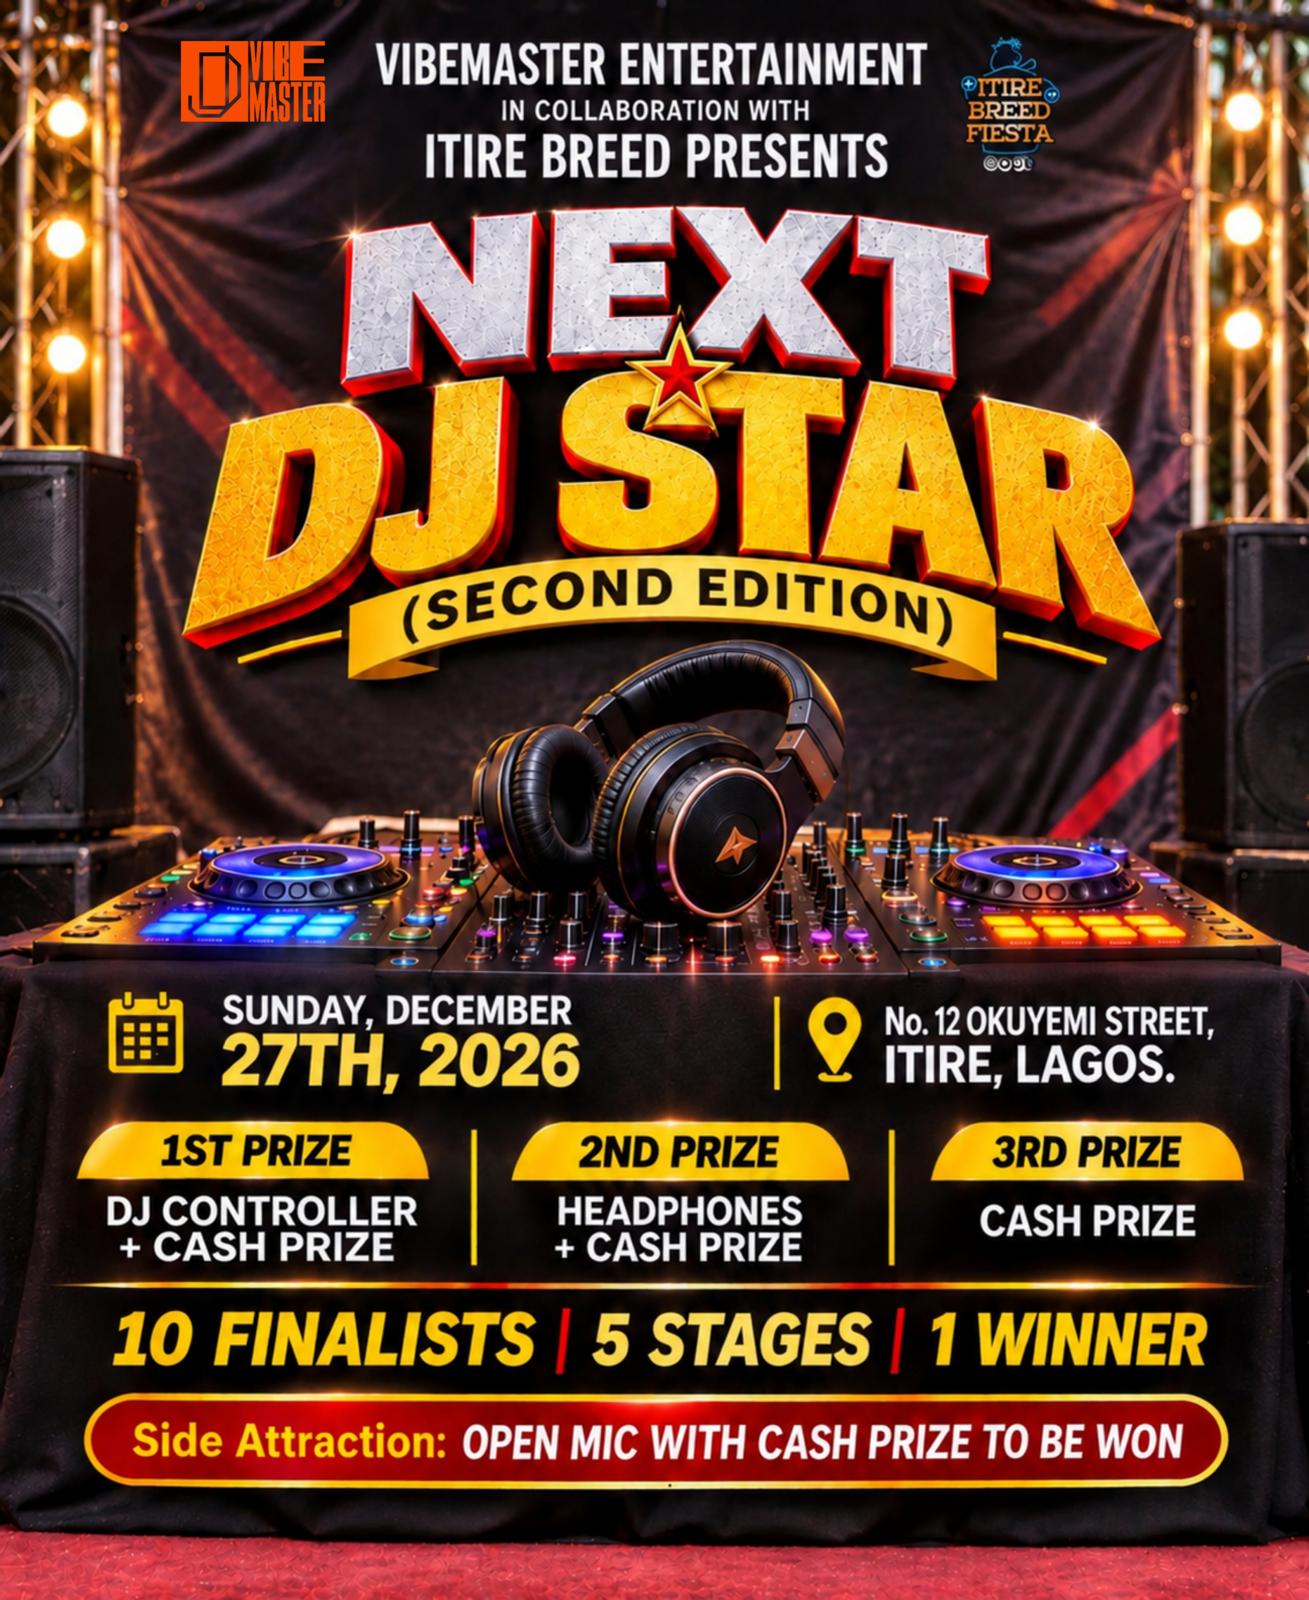 VIBE
MASTER
VIBEMASTER ENTERTAINMENT
IN COLLABORATION WITH
ITIRE BREED PRESENTS
ITIRE
BREED
FIESTA
NEXT
DJ STAR
(SECOND EDITION)
SUNDAY, DECEMBER
27TH, 2026
No. 12 OKUYEMI STREET,
ITIRE, LAGOS.
1ST PRIZE
DJ CONTROLLER
+ CASH PRIZE
2ND PRIZE
HEADPHONES
+ CASH PRIZE
3RD PRIZE
CASH PRIZE
10 FINALISTS | 5 STAGES | 1 WINNER
Side Attraction: OPEN MIC WITH CASH PRIZE TO BE WON